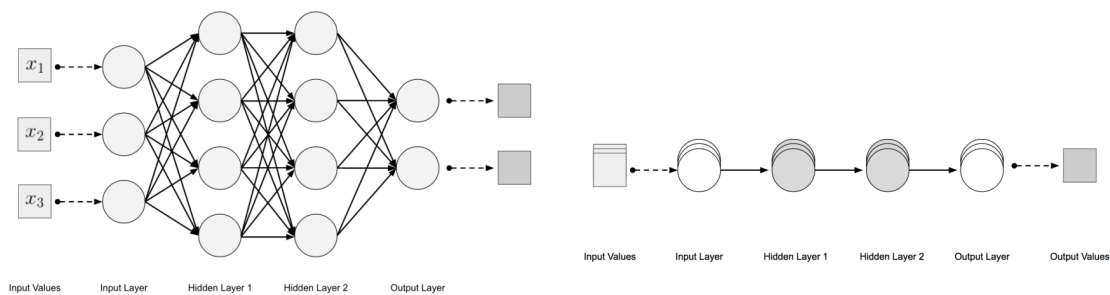 x1
x2
x3
Input Values
Input Layer
Hidden Layer 1
Hidden Layer 2
Output Layer
Input Values
Input Layer
Hidden Layer 1
Hidden Layer 2
Output Layer
Output Values